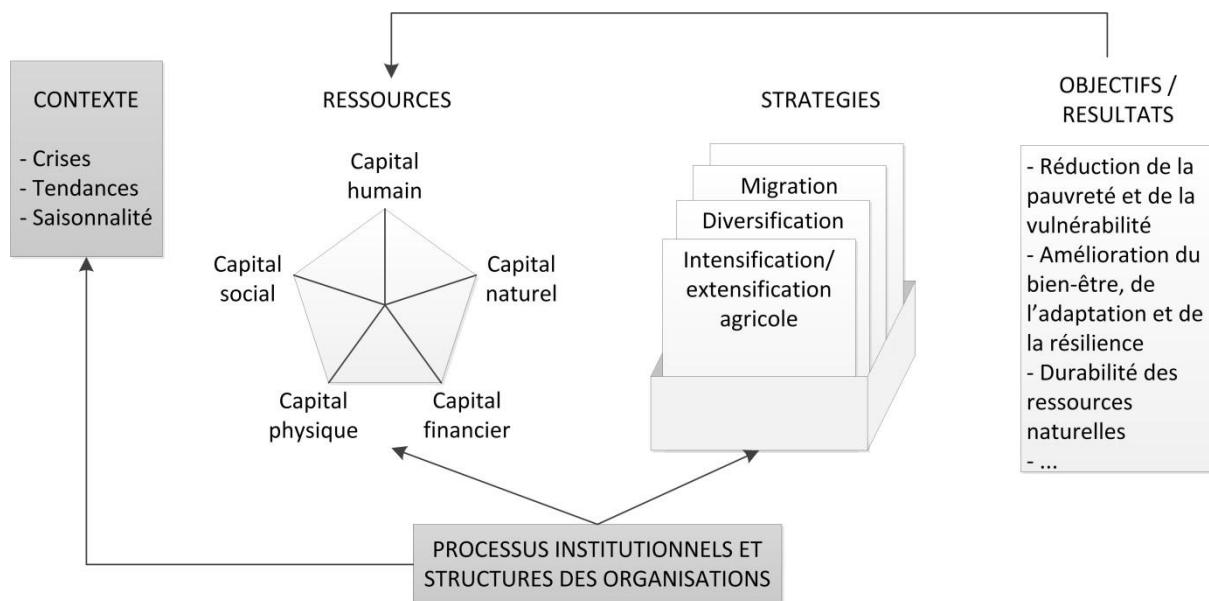 CONTEXTE
- Crises
- Tendances
- Saisonnalité
RESSOURCES
Capital
humain
Capital
social
Capital
naturel
Capital
physique
Capital
financier
STRATEGIES
Migration
Diversification
Intensification/
extensification
agricole
OBJECTIFS /
RESULTATS
- Réduction de la
pauvreté et de la
vulnérabilité
- Amélioration du
bien-être, de
l’adaptation et de
la résilience
- Durabilité des
ressources
naturelles
- ...
PROCESSUS INSTITUTIONNELS ET
STRUCTURES DES ORGANISATIONS